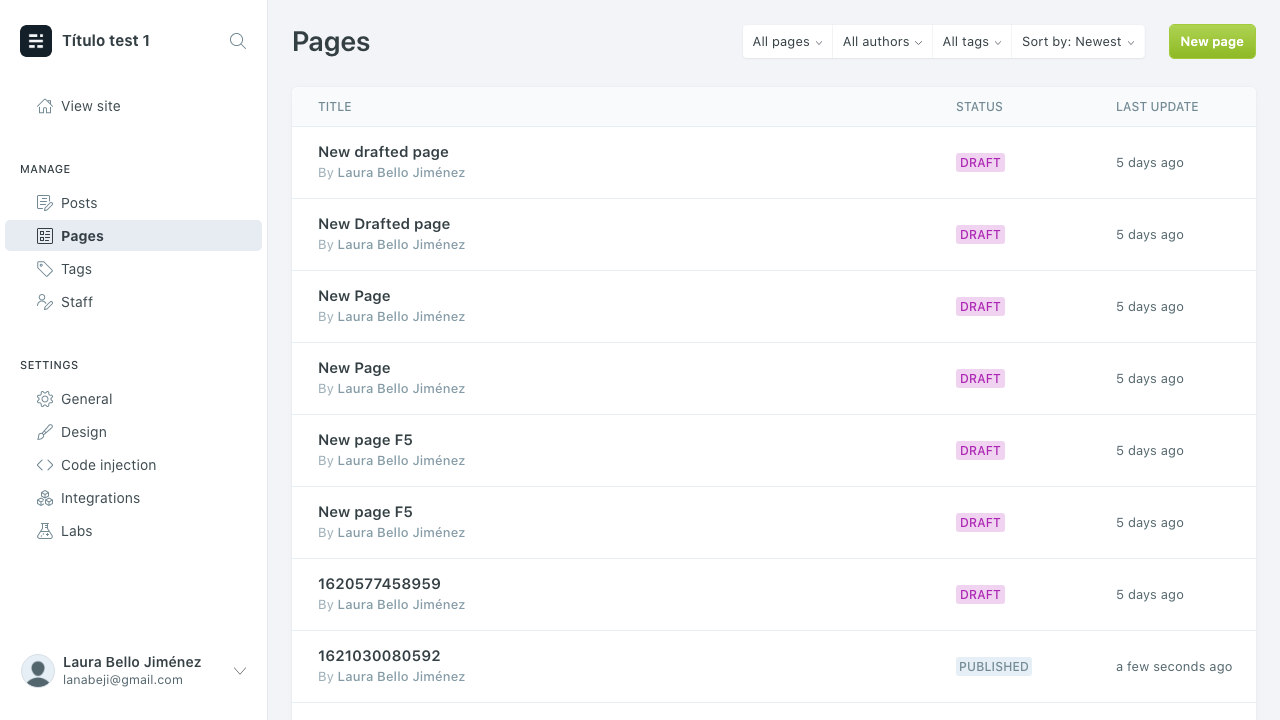 Título test 1
View site
MANAGE
Posts
Pages
Tags
Staff
SETTINGS
General
Design
Code injection
Integrations
Labs
Laura Bello Jiménez
lanabeji@gmail.com
Pages
All pages
All authors
All tags
Sort by: Newest
New page
TITLE STATUS LAST UPDATE
New drafted page
By Laura Bello Jiménez
DRAFT
5 days ago
New Drafted page
By Laura Bello Jiménez
DRAFT
5 days ago
New Page
By Laura Bello Jiménez
DRAFT
5 days ago
New Page
By Laura Bello Jiménez
DRAFT
5 days ago
New page F5
By Laura Bello Jiménez
DRAFT
5 days ago
New page F5
By Laura Bello Jiménez
DRAFT
5 days ago
1620577458959
By Laura Bello Jiménez
DRAFT
5 days ago
1621030080592
By Laura Bello Jiménez
PUBLISHED
a few seconds ago